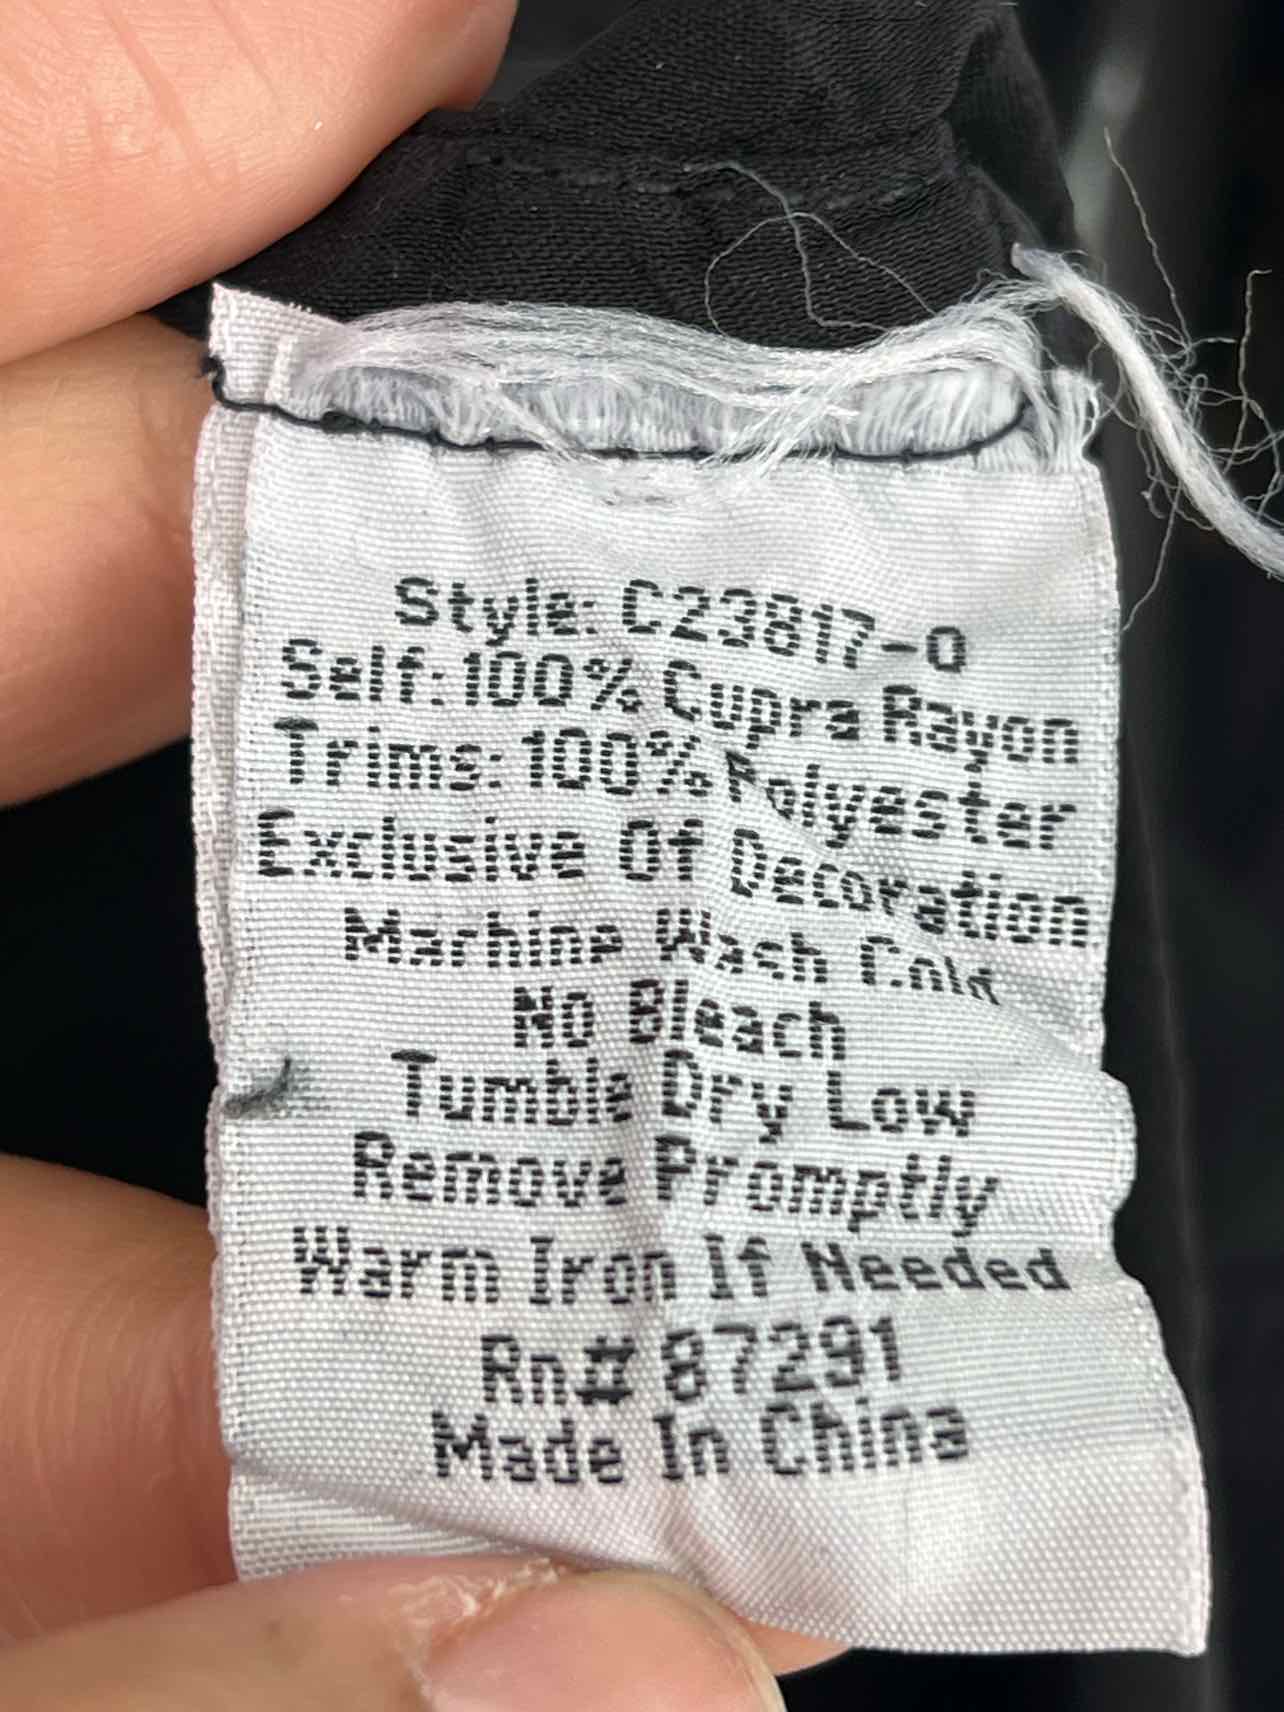 Style: C23817-0
Self: 100% Cupra Rayon
Trims: 100% Polyester
Exclusive Of Decoration
Machine Wash Cold
No Bleach
Tumble Dry Low
Remove Promptly
Warm Iron If Needed
Rn# 87291
Made In China